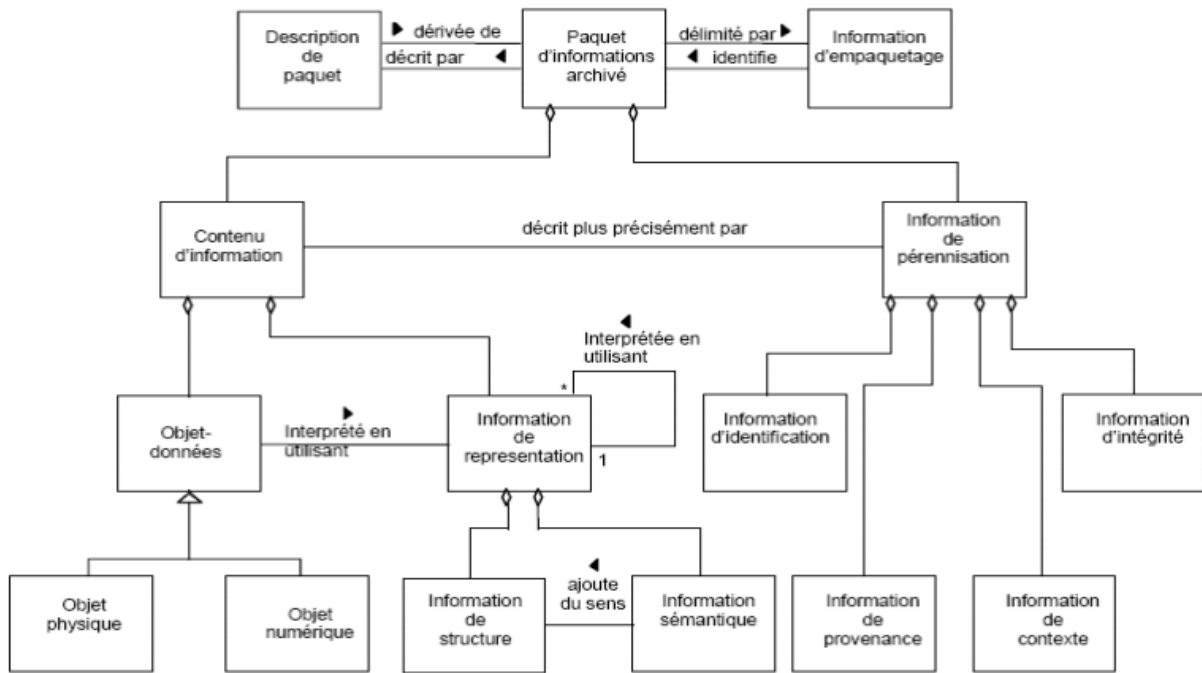 Description
de
paquet
dérivée de
décrit par
Paquet
d'informations
archivé
délimité par
identifie
Information
d'empaquetage
Contenu
d'information
décrit plus précisément par
Information
de
pérennisation
Objet-
données
Interprété en
utilisant
Information
de
representation
*
Interprétée en
utilisant
1
Information
d'identification
Information
d'intégrité
Objet
physique
Objet
numérique
Information
de
structure
ajoute
du sens
Information
sémantique
Information
de
provenance
Information
de contexte